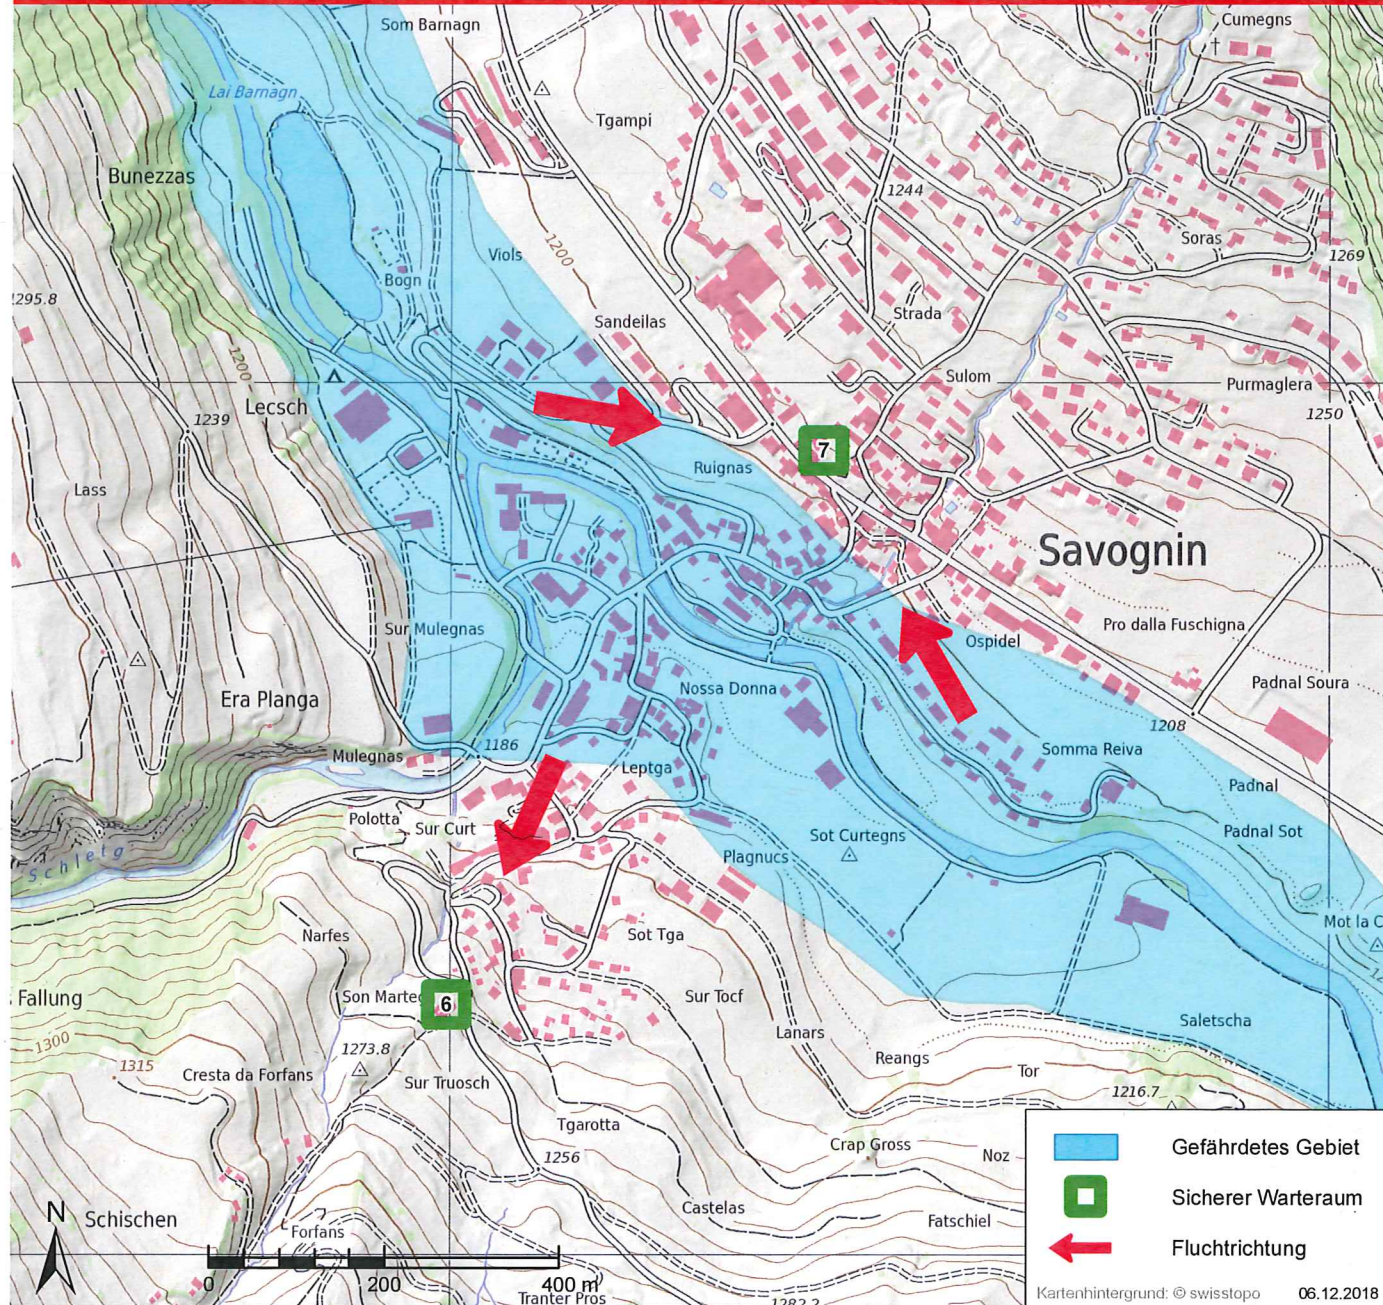 Som Barnagn
Cumegns
Lai Barnagn
Tgampi
Bunezzas
1244
Soras
1269
Viols
1200
Bogn
1295.8
Sandeilas
Strada
1200
Sulom
Purmaglera
1250
Lecsch
1239
7
Ruignas
Lass
Savognin
Sur Mulegnas
Pro dalla Fuschigna
Ospidel
Era Planga
Nossa Donna
Padnal Soura
1208
1186
Mulegnas
Somma Reiva
Leptga
Padnal
Polotta
Sur Curt
Sot Curtegns
Padnal Sot
Schletg
Plagnucs
Mot la C
Narfes
Sot Tga
Fallung
Son Marteg
6
Sur Tocf
Saletscha
Lanars
1300
1315
1273.8
Reangs
Cresta da Forfans
Sur Truosch
Tor
1216.7
Tgarotta
Crap Gross
Noz
1256
Gefährdetes Gebiet
Sicherer Warteraum
N
Schischen
Castelas
Fatschiel
Forfans
Fluchtrichtung
0 200 400 m
Tranter Pros
1282.2
Kartenhintergrund: © swisstopo 06.12.2018